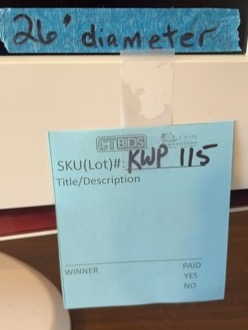 26" diameter
CTBIDS
SKU(Lot)#: KWP 115
Title/Description
WINNER PAID
YES
NO